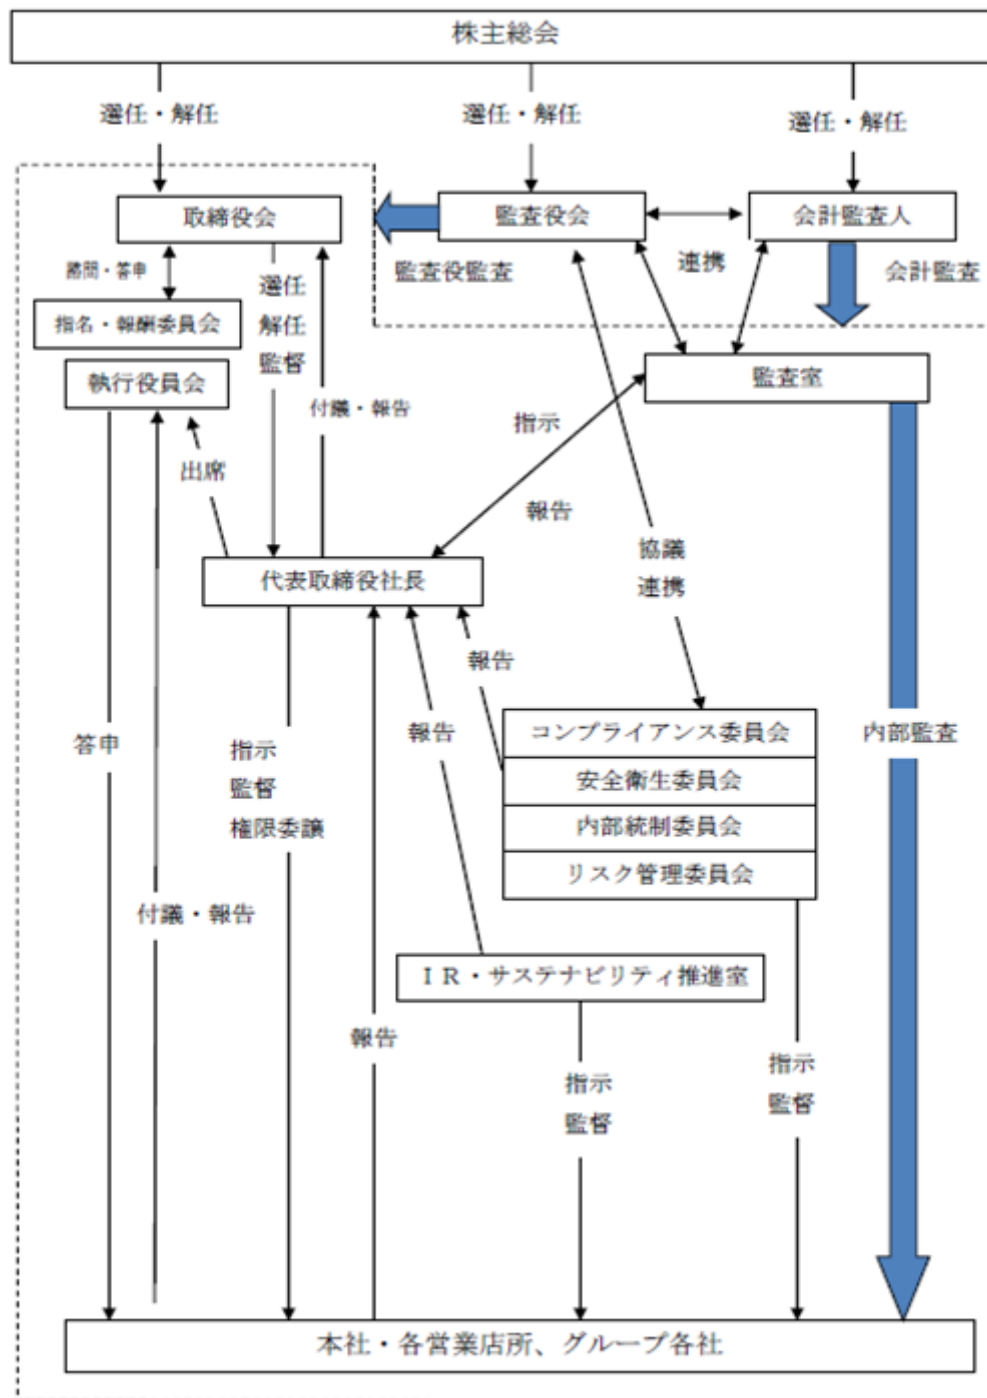 株主総会
選任・解任
選任・解任
選任・解任
取締役会
監査役会
会計監査人
諮問・答申
選任
解任
監督
監査役監査
連携
会計監査
指名・報酬委員会
執行役員会
監査室
付議・報告
指示
出席
報告
協議
連携
代表取締役社長
報告
報告
コンプライアンス委員会
安全衛生委員会
内部統制委員会
リスク管理委員会
内部監査
答申
指示
監督
権限委譲
付議・報告
ＩＲ・サステナビリティ推進室
報告
指示
監督
指示
監督
本社・各営業店所、グループ各社